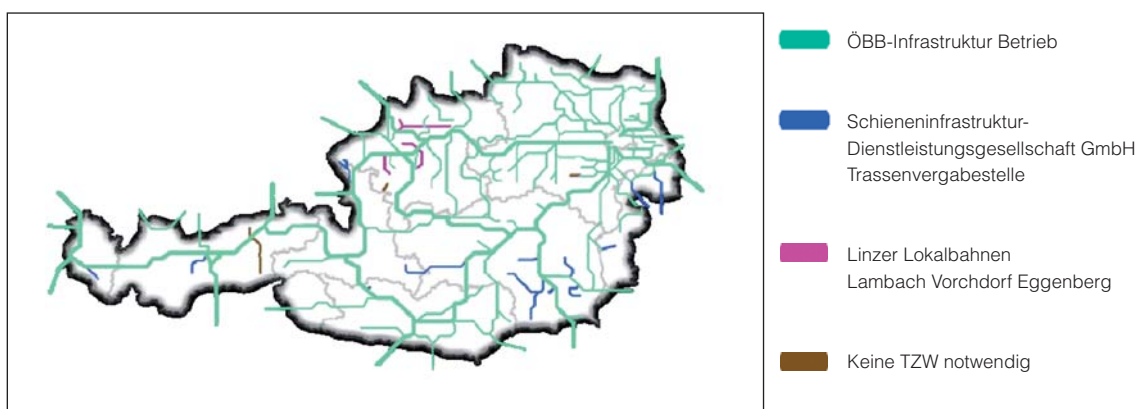 ÖBB-Infrastruktur Betrieb
Schieneninfrastruktur-
Dienstleistungsgesellschaft GmbH
Trassenvergabestelle
Linzer Lokalbahnen
Lambach Vorchdorf Eggenberg
Keine TZW notwendig